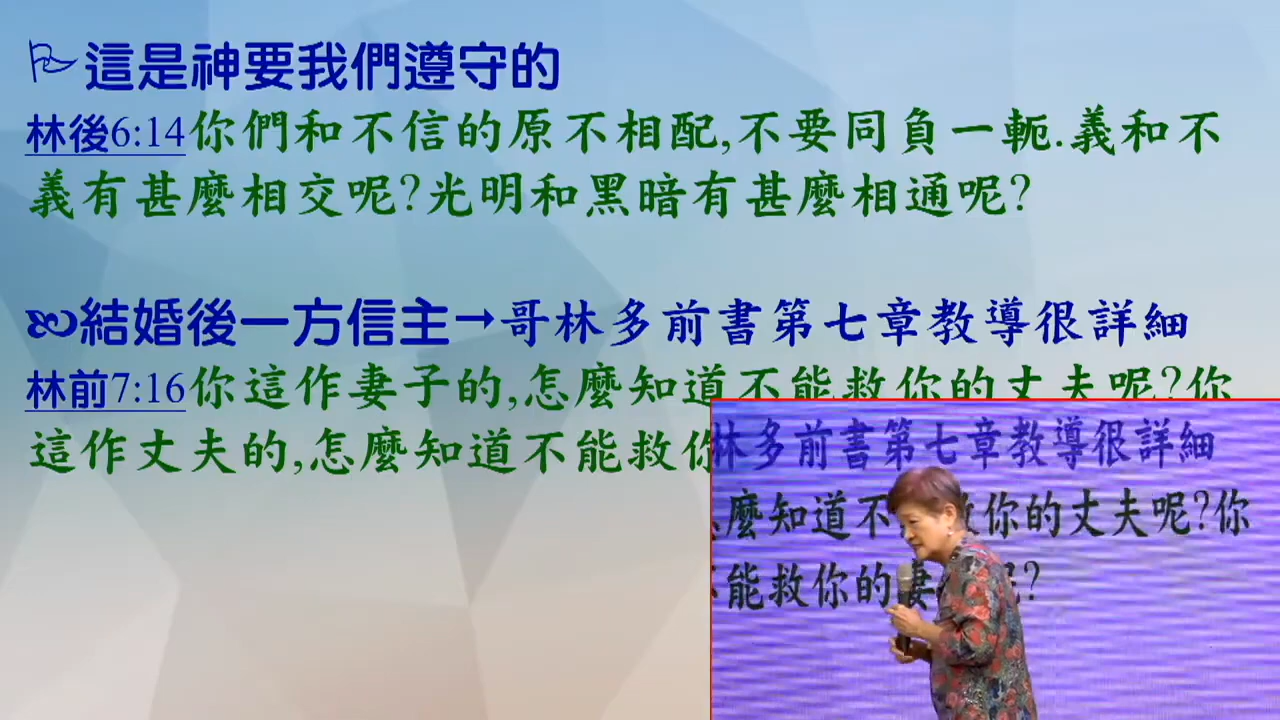 這是神要我們遵守的
林後6:14你們和不信的原不相配,不要同負一軛.義和不
義有甚麼相交呢?光明和黑暗有甚麼相通呢?
結婚後一方信主→哥林多前書第七章教導很詳細
林前7:16你這作妻子的,怎麼知道不能救你的丈夫呢?你
這作丈夫的,怎麼知道不能救你
林多前書第七章教導很詳細
麼知道不 你的丈夫呢?你
能救你的妻 ?